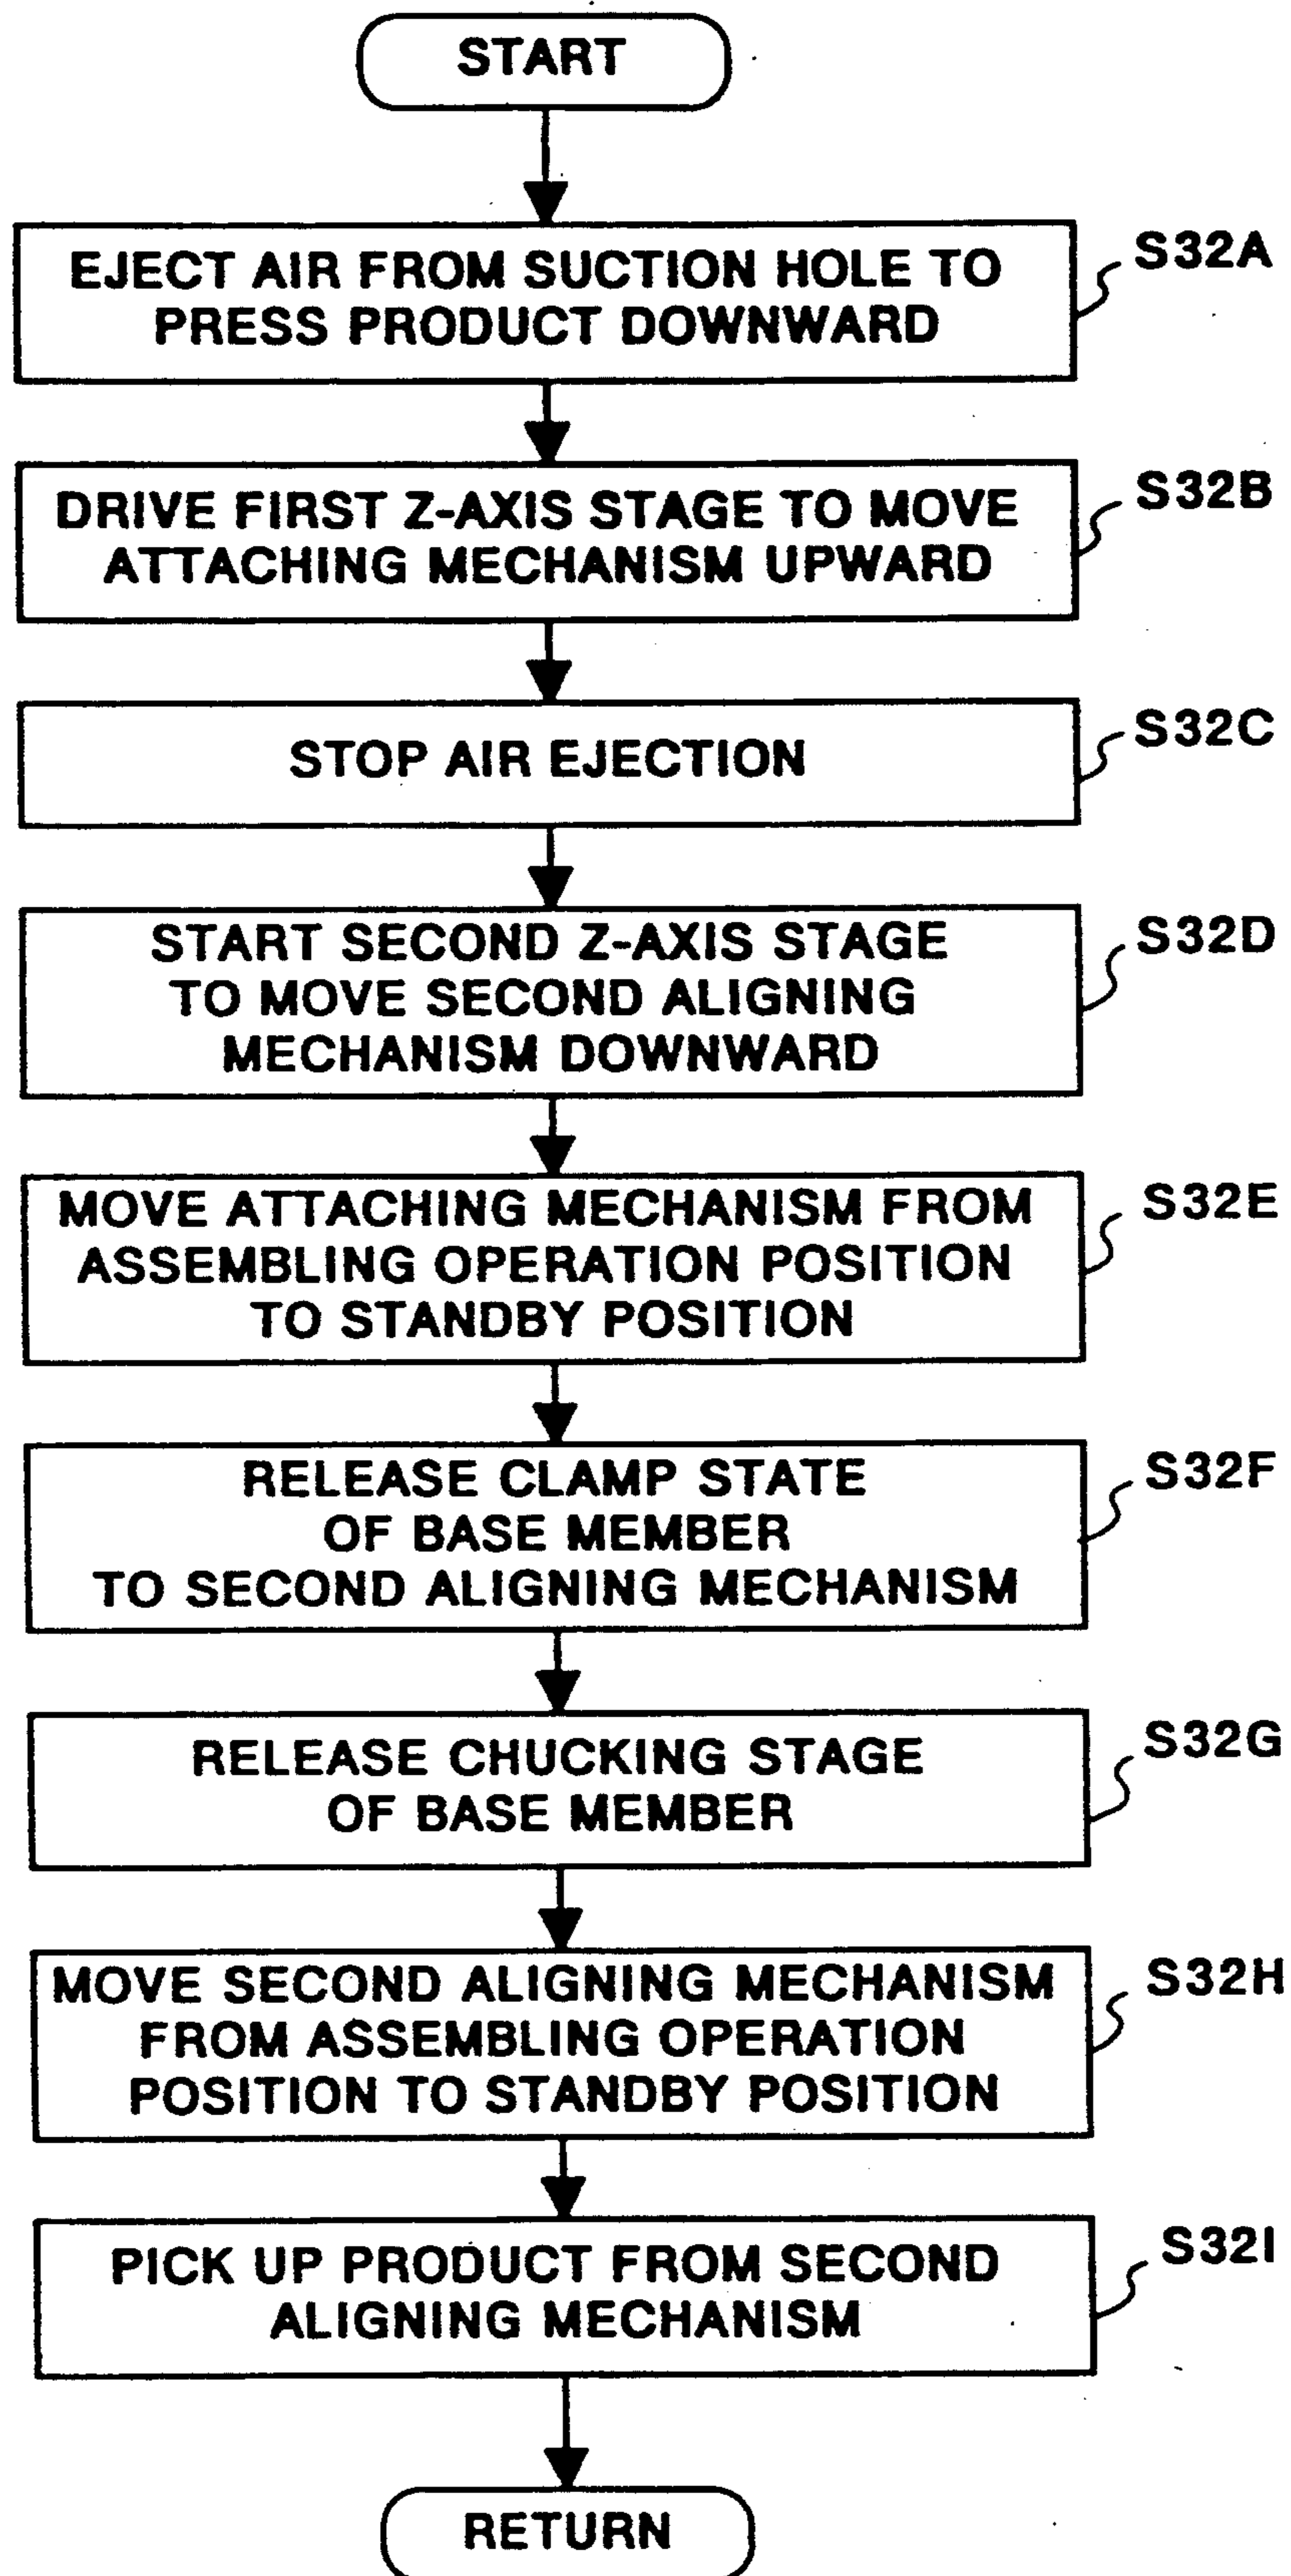 START
EJECT AIR FROM SUCTION HOLE TO
PRESS PRODUCT DOWNWARD
S32A
DRIVE FIRST Z-AXIS STAGE TO MOVE
ATTACHING MECHANISM UPWARD
S32B
STOP AIR EJECTION
S32C
START SECOND Z-AXIS STAGE
TO MOVE SECOND ALIGNING
MECHANISM DOWNWARD
S32D
MOVE ATTACHING MECHANISM FROM
ASSEMBLING OPERATION POSITION
TO STANDBY POSITION
S32E
RELEASE CLAMP STATE
OF BASE MEMBER
TO SECOND ALIGNING MECHANISM
S32F
RELEASE CHUCKING STAGE
OF BASE MEMBER
S32G
MOVE SECOND ALIGNING MECHANISM
FROM ASSEMBLING OPERATION
POSITION TO STANDBY POSITION
S32H
PICK UP PRODUCT FROM SECOND
ALIGNING MECHANISM
S32I
RETURN